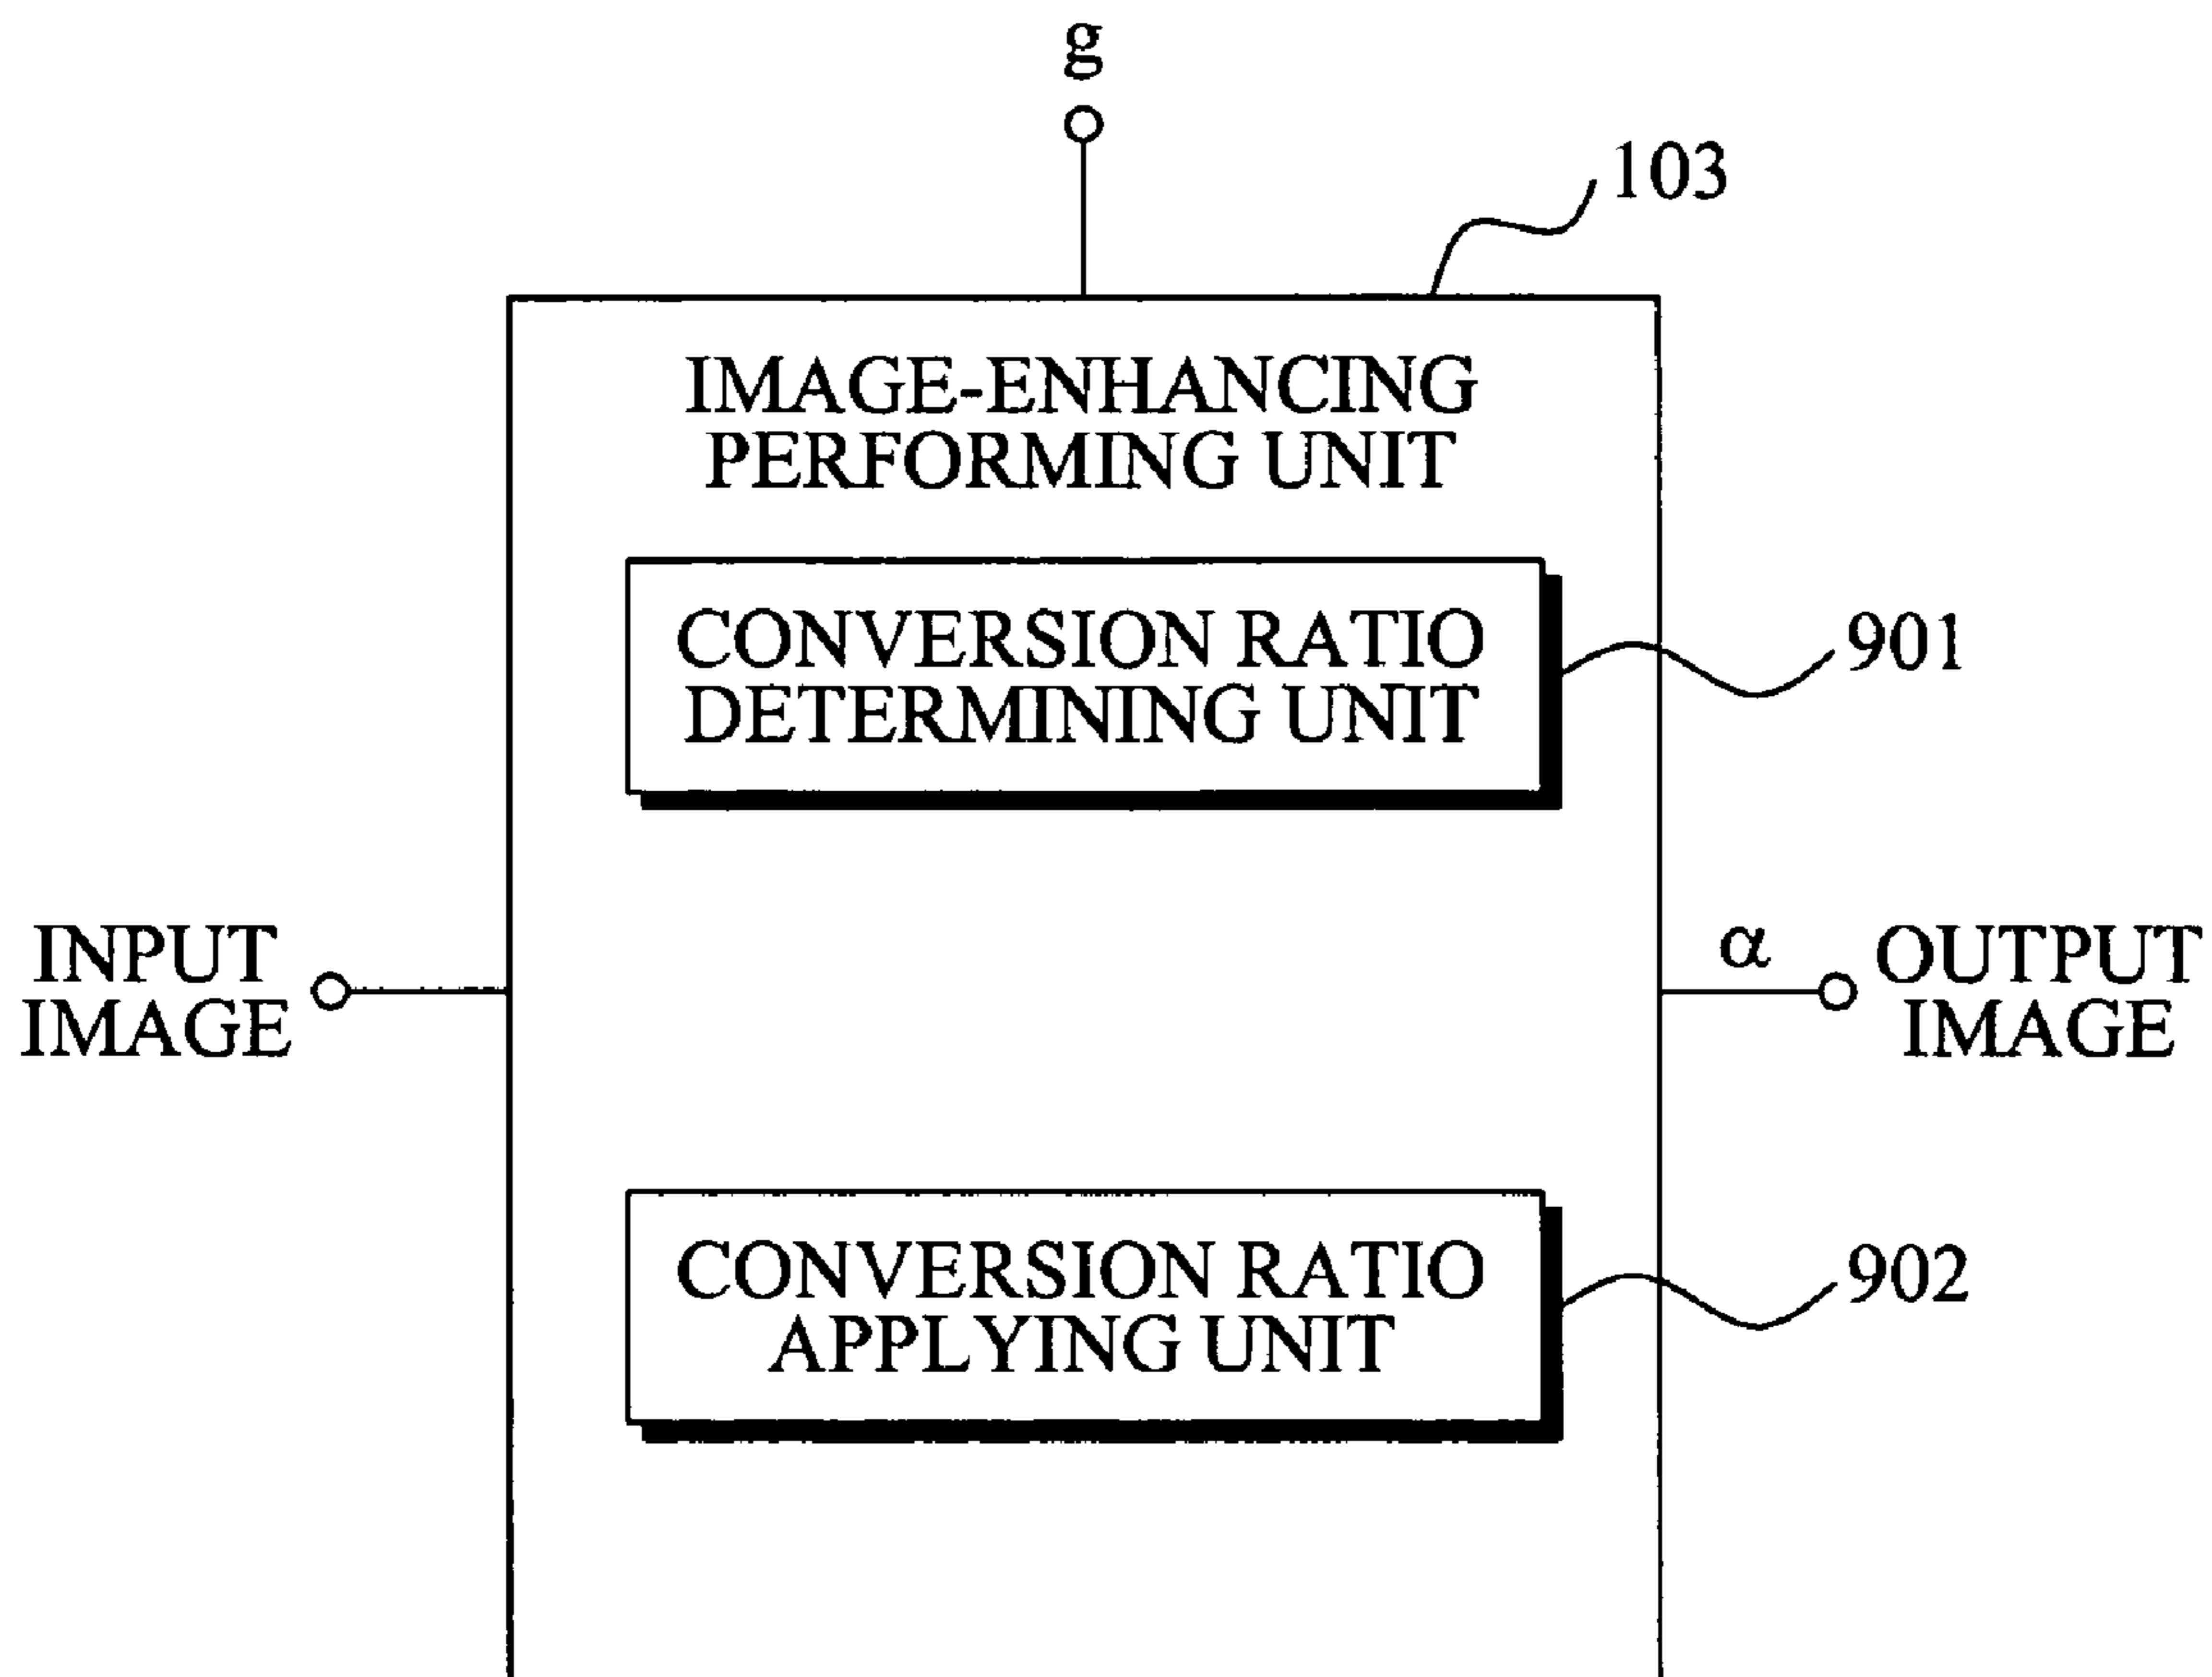 g
103
IMAGE-ENHANCING
PERFORMING UNIT
CONVERSION RATIO
DETERMINING UNIT
901
INPUT
IMAGE
α
OUTPUT
IMAGE
CONVERSION RATIO
APPLYING UNIT
902